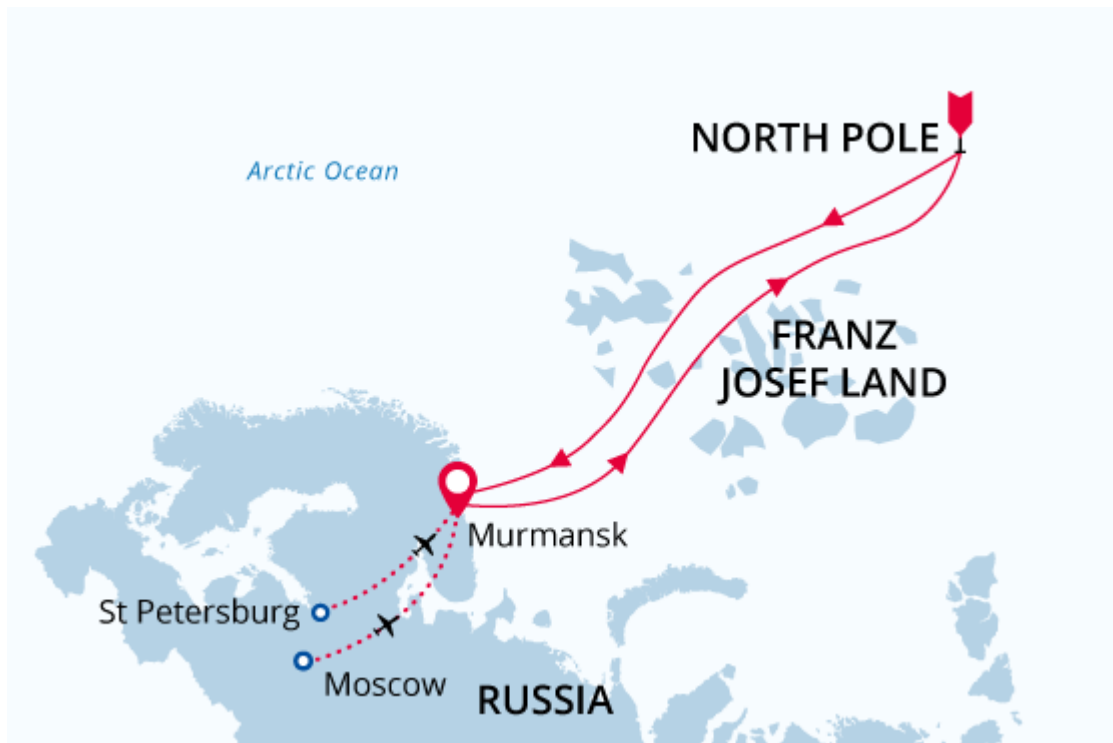 NORTH POLE
Arctic Ocean
FRANZ
JOSEF LAND
Murmansk
St Petersburg
Moscow
RUSSIA